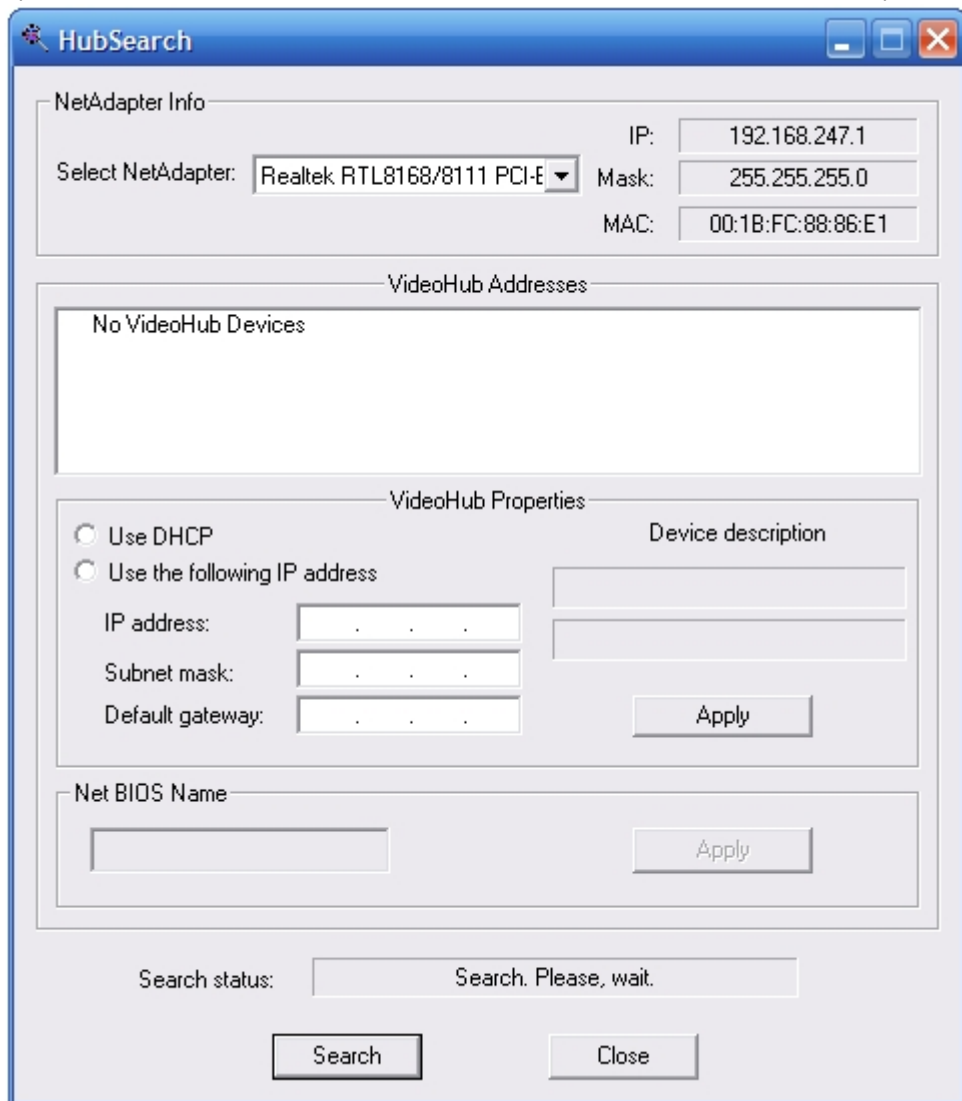 HubSearch
NetAdapter Info
IP: 192.168.247.1
Select NetAdapter: Realtek RTL8168/8111 PCI-E
Mask: 255.255.255.0
MAC: 00:1B:FC:88:86:E1
VideoHub Addresses
No VideoHub Devices
VideoHub Properties
Use DHCP
Device description
Use the following IP address
IP address: . . .
Subnet mask: . . .
Default gateway: . . .
Apply
Net BIOS Name
Apply
Search status: Search. Please, wait.
Search
Close